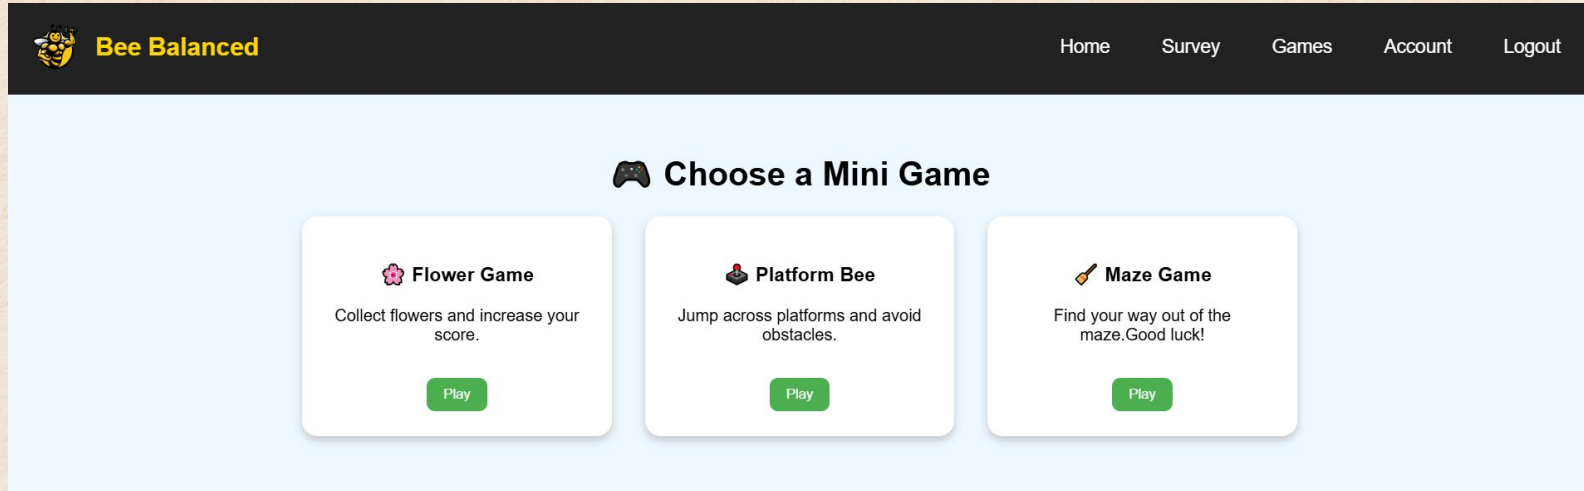 Bee Balanced
Home Survey Games Account Logout
🎮 Choose a Mini Game
🌸 Flower Game
Collect flowers and increase your
score.
Play
🕹️ Platform Bee
Jump across platforms and avoid
obstacles.
Play
🧹 Maze Game
Find your way out of the
maze.Good luck!
Play